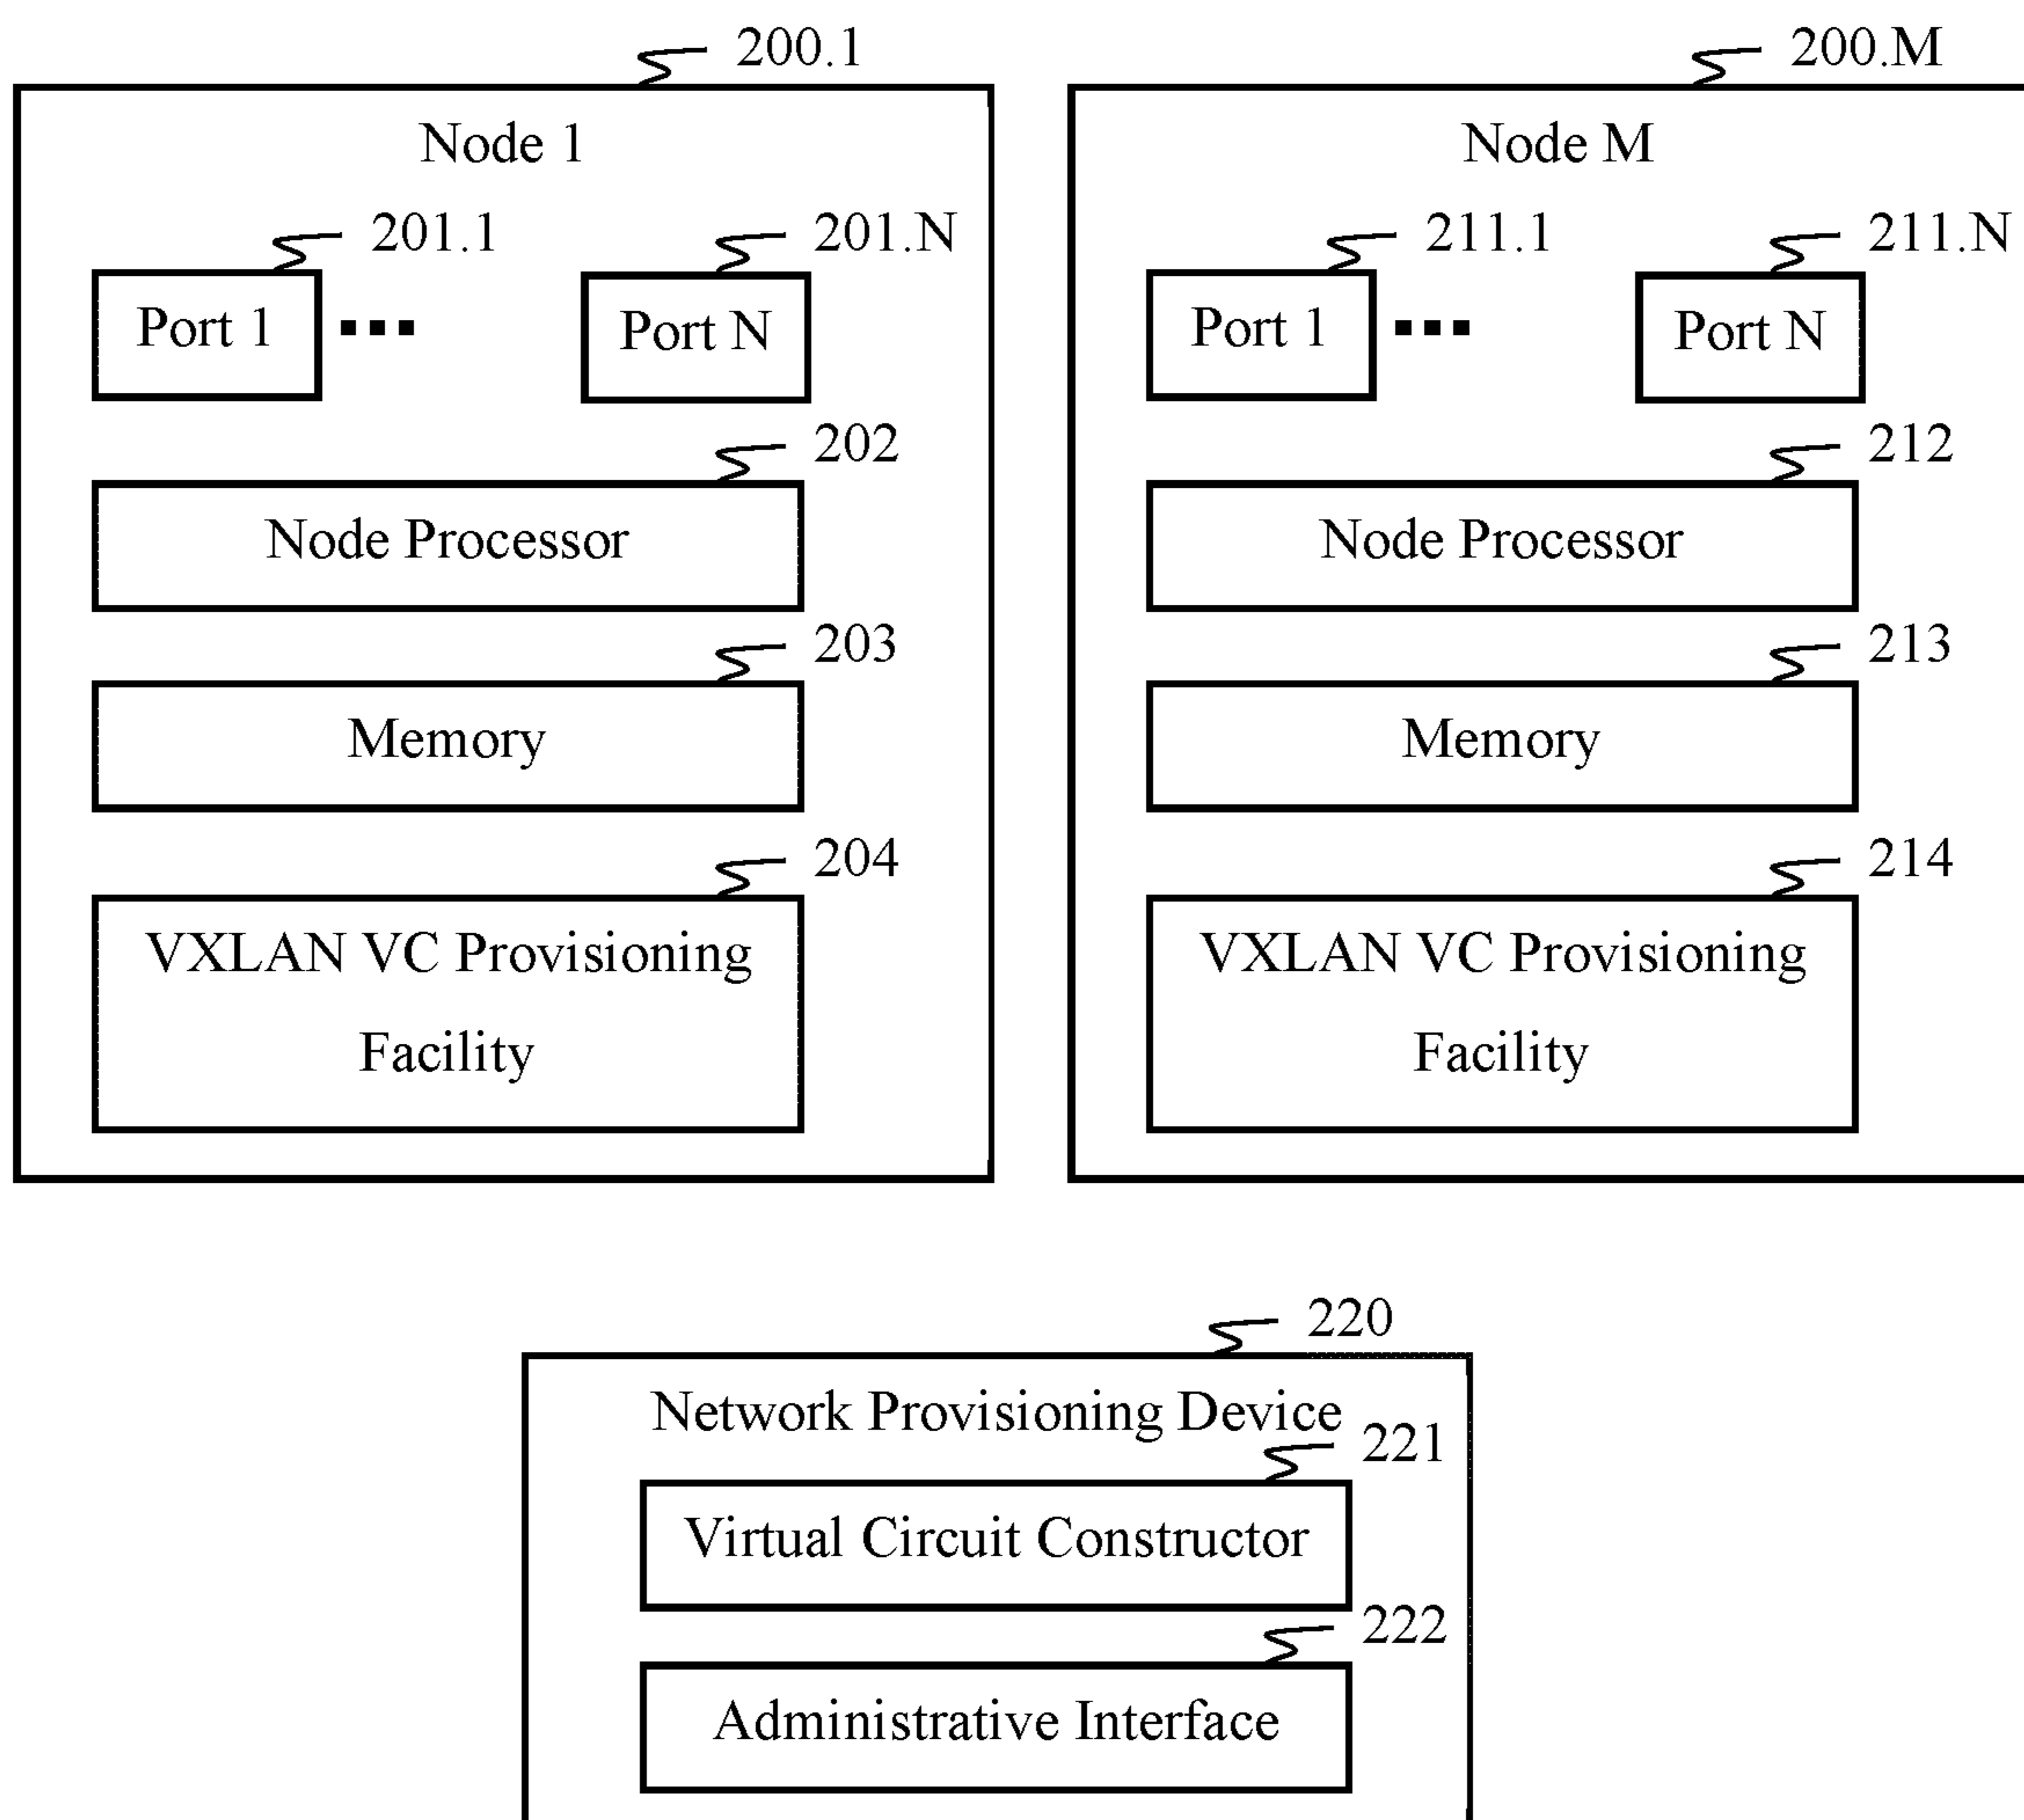 200.1
Node 1
201.1
201.N
Port 1
Port N
202
Node Processor
203
Memory
204
VXLAN VC Provisioning
Facility
200.M
Node M
211.1
211.N
Port 1
Port N
212
Node Processor
213
Memory
214
VXLAN VC Provisioning
Facility
220
Network Provisioning Device
221
Virtual Circuit Constructor
222
Administrative Interface